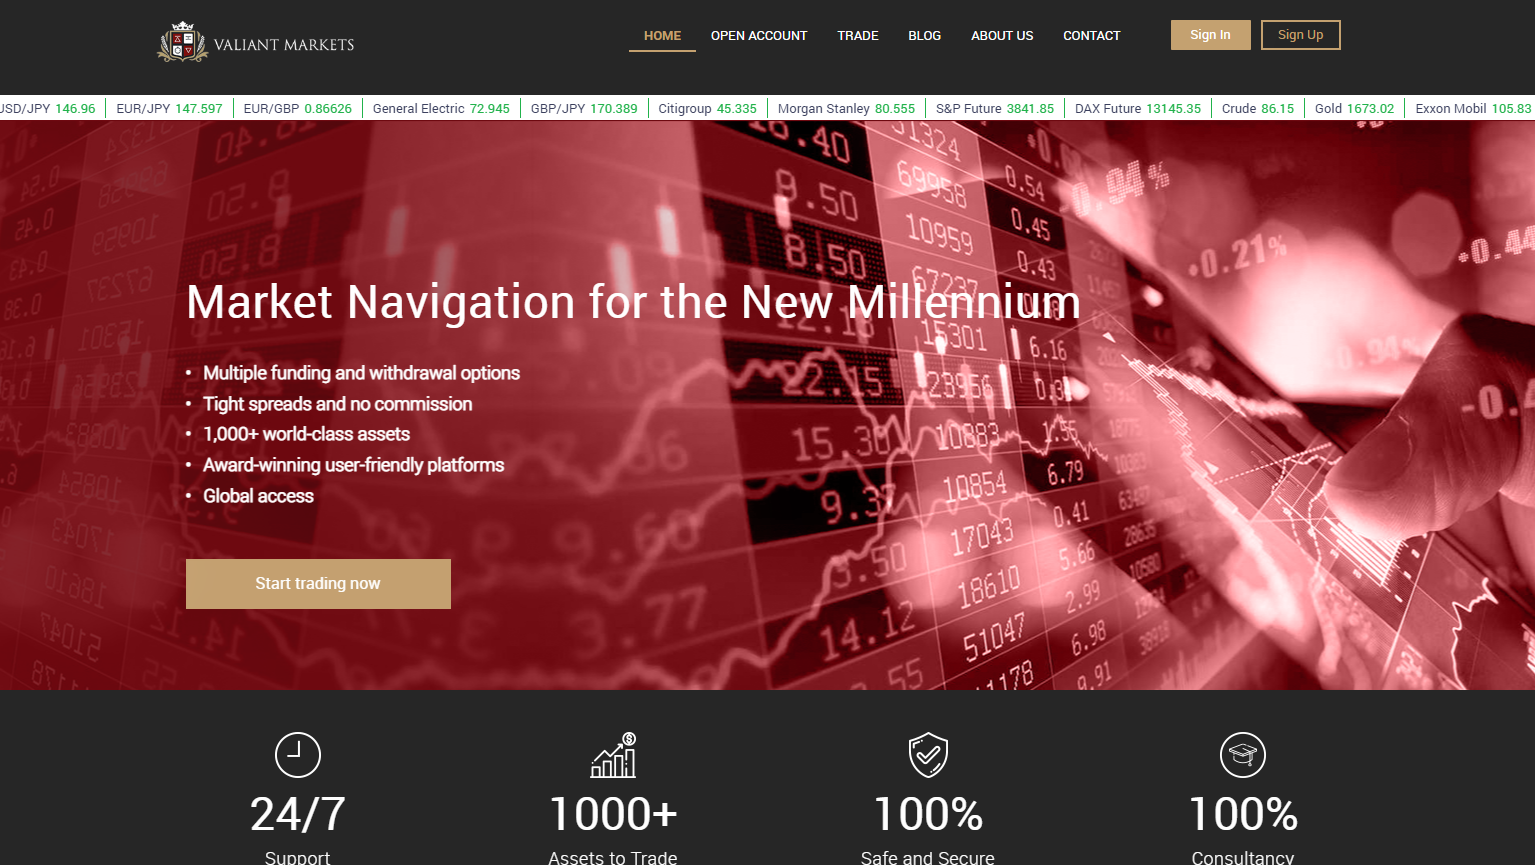 VALIANT MARKETS
HOME OPEN ACCOUNT TRADE BLOG ABOUT US CONTACT Sign In Sign Up
USD/JPY 146.96 EUR/JPY 147.597 EUR/GBP 0.86626 General Electric 72.945 GBP/JPY 170.389 Citigroup 45.335 Morgan Stanley 80.555 S&P Future 3841.85 DAX Future 13145.35 Crude 86.15 Gold 1673.02 Exxon Mobil 105.83
Market Navigation for the New Millennium
• Multiple funding and withdrawal options
• Tight spreads and no commission
• 1,000+ world-class assets
• Award-winning user-friendly platforms
• Global access
Start trading now
24/7 1000+ 100% 100%
Support Assets to Trade Safe and Secure Consultancy